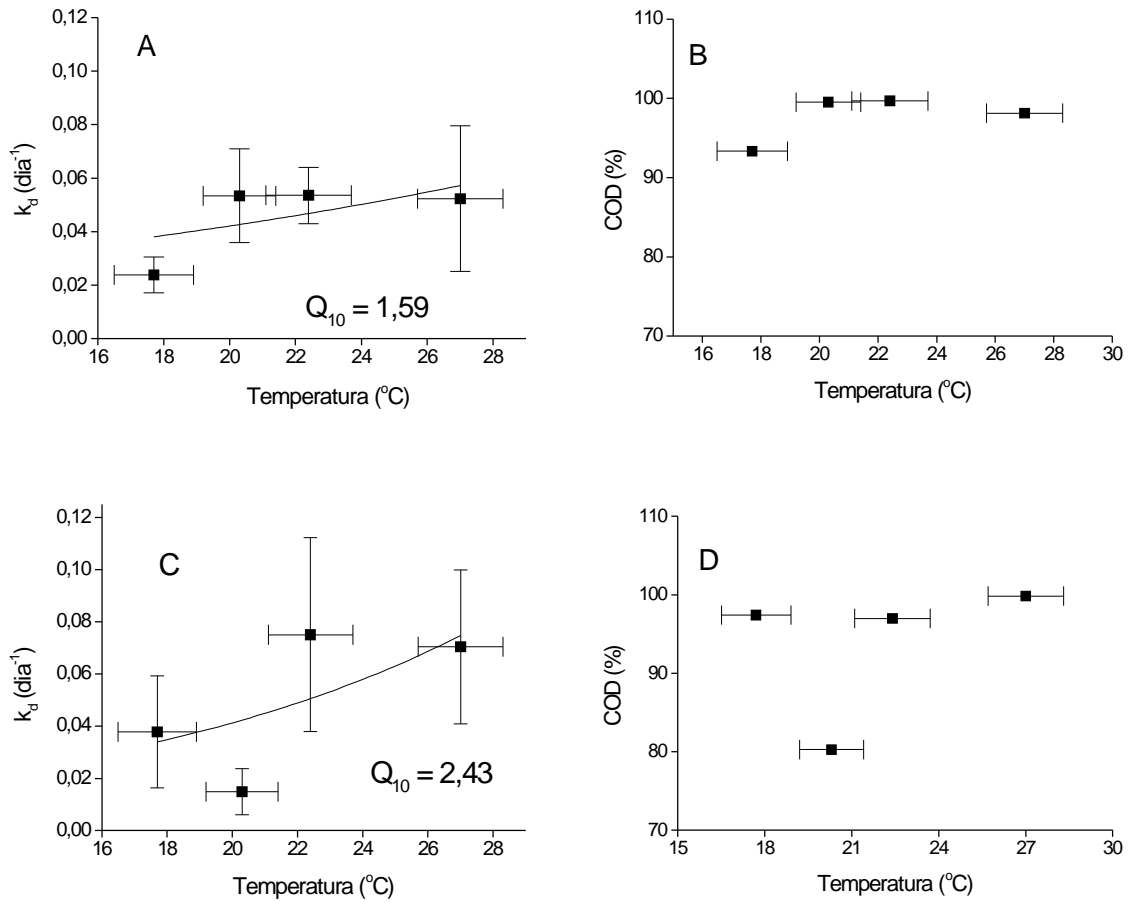 A
k_d (dia⁻¹)
0,12
0,10
0,08
0,06
0,04
0,02
0,00
Q₁₀ = 1,59
16 18 20 22 24 26 28
Temperatura (°C)
B
COD (%)
110
100
90
80
70
16 18 20 22 24 26 28 30
Temperatura (°C)
C
k_d (dia⁻¹)
0,12
0,10
0,08
0,06
0,04
0,02
0,00
Q₁₀ = 2,43
16 18 20 22 24 26 28
Temperatura (°C)
D
COD (%)
110
100
90
80
70
15 18 21 24 27 30
Temperatura (°C)